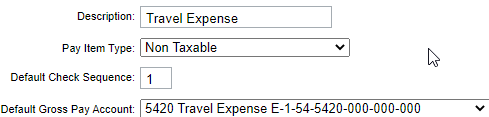 Description: Travel Expense
Pay Item Type: Non Taxable
Default Check Sequence: 1
Default Gross Pay Account: 5420 Travel Expense E-1-54-5420-000-000-000